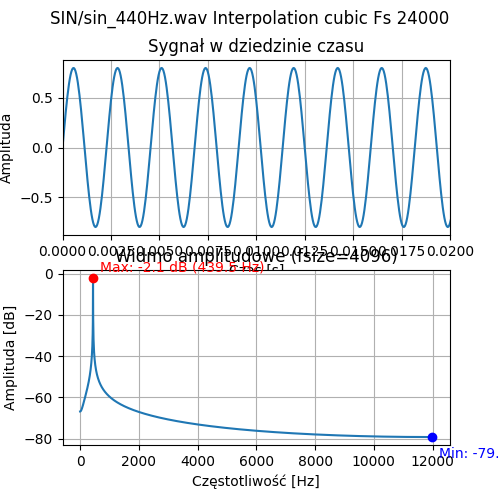 SIN/sin_440Hz.wav Interpolation cubic Fs 24000
Sygnał w dziedzinie czasu
Amplituda
0.5
0.0
−0.5
0.0000 0.0025 0.0050 0.0075 0.0100 0.0125 0.0150 0.0175 0.0200
Widmo amplitudowe (fsize=4096)
Max: -2.1 dB (439.5 Hz)
Amplituda [dB]
0
−20
−40
−60
−80
Min: -79.
0 2000 4000 6000 8000 10000 12000
Częstotliwość [Hz]